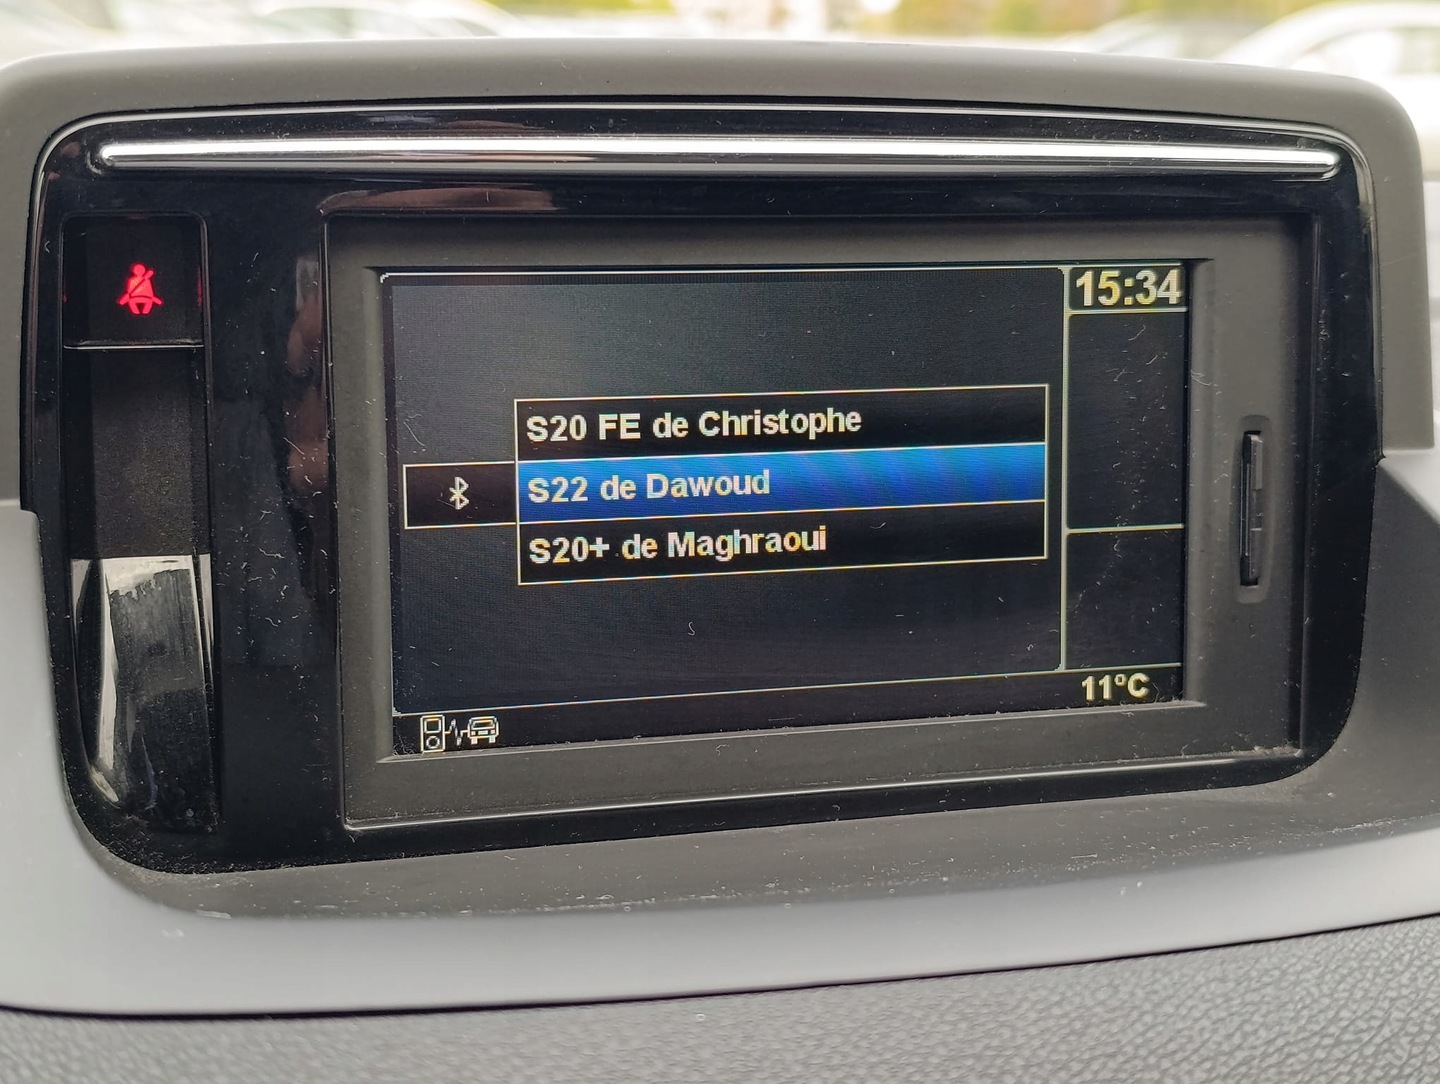 15:34
S20 FE de Christophe
S22 de Dawoud
S20+ de Maghraoui
11°C